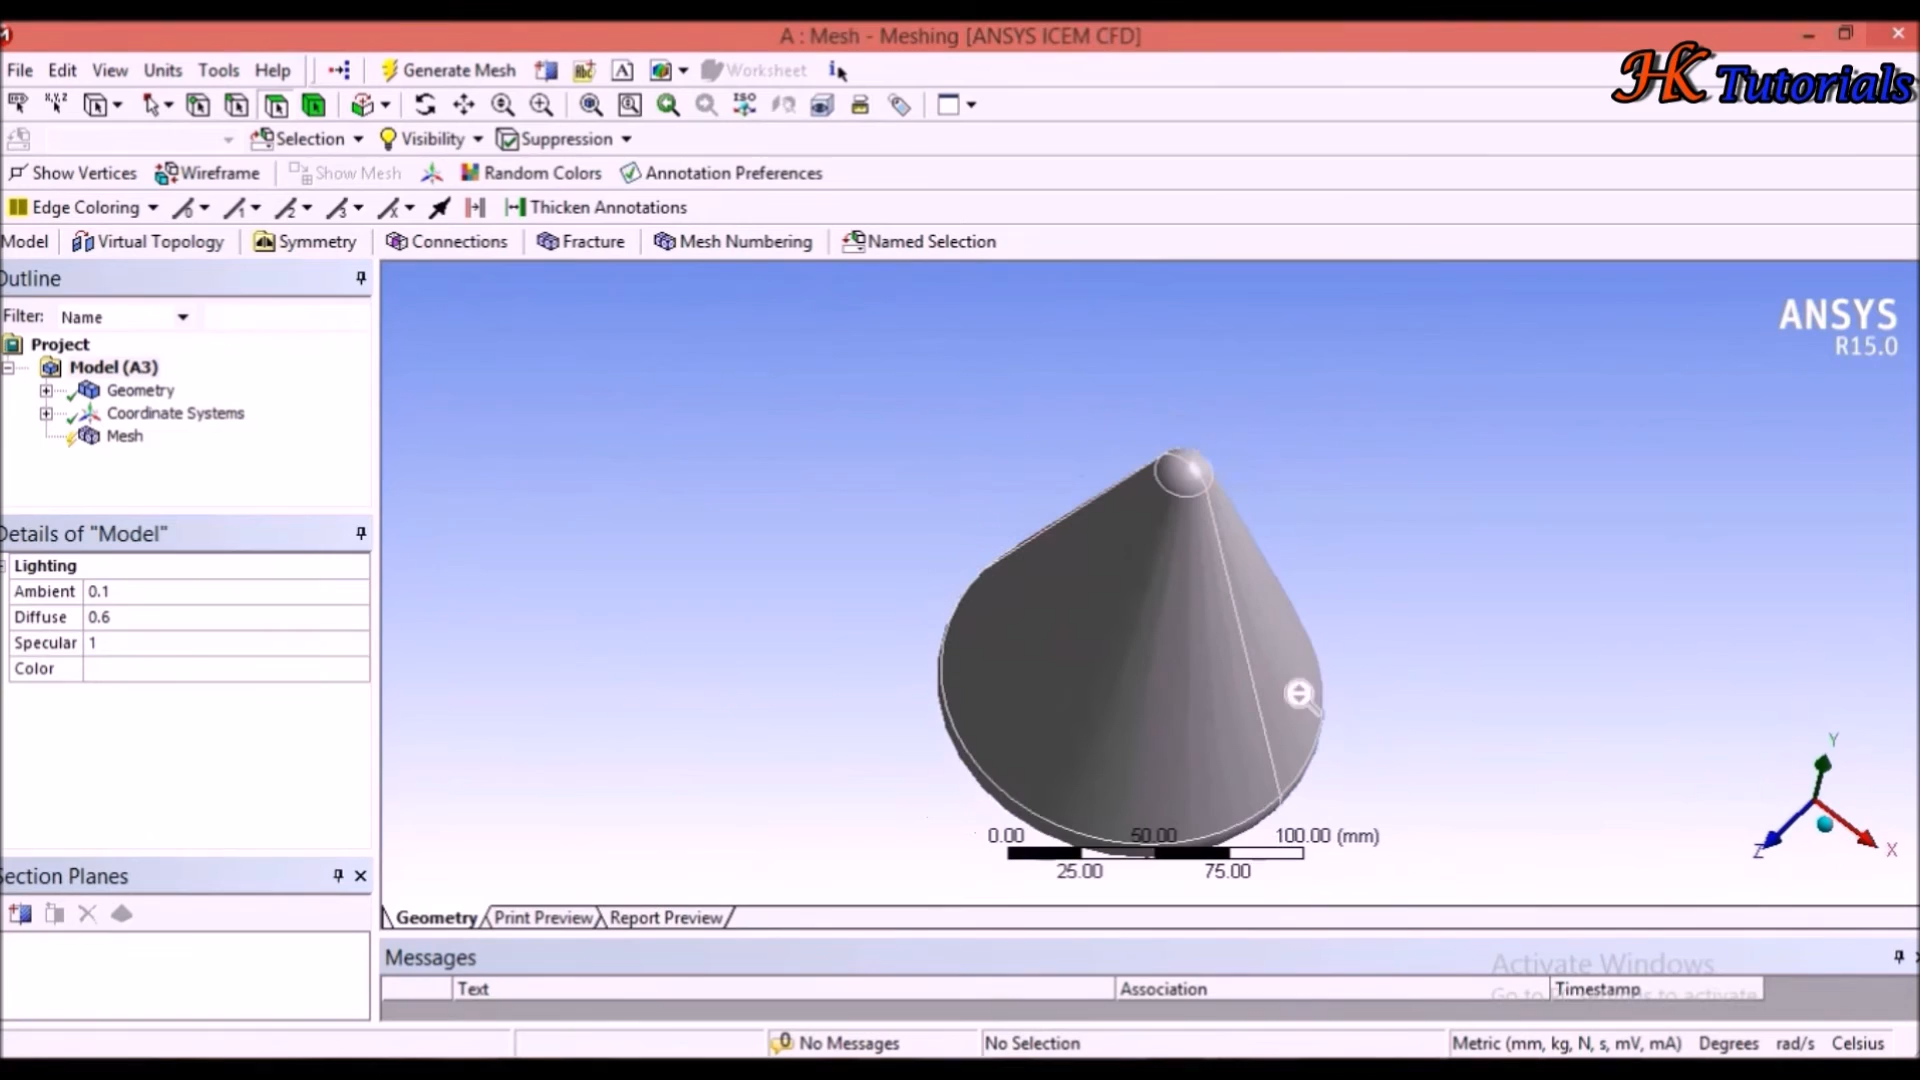 A : Mesh - Meshing [ANSYS ICEM CFD]
HK Tutorials
File Edit View Units Tools Help Generate Mesh Worksheet
ISO
Selection Visibility Suppression
Show Vertices Wireframe Show Mesh Random Colors Annotation Preferences
Edge Coloring Thicken Annotations
Model Virtual Topology Symmetry Connections Fracture Mesh Numbering Named Selection
Outline
Filter: Name
Project
Model (A3)
Geometry
Coordinate Systems
Mesh
Details of "Model"
Lighting
Ambient 0.1
Diffuse 0.6
Specular 1
Color
Section Planes
ANSYS
R15.0
0.00 50.00 100.00 (mm)
25.00 75.00
Y
Z
X
Geometry Print Preview Report Preview
Messages
Activate Windows
Text Association Timestamp
No Messages No Selection Metric (mm, kg, N, s, mV, mA) Degrees rad/s Celsius